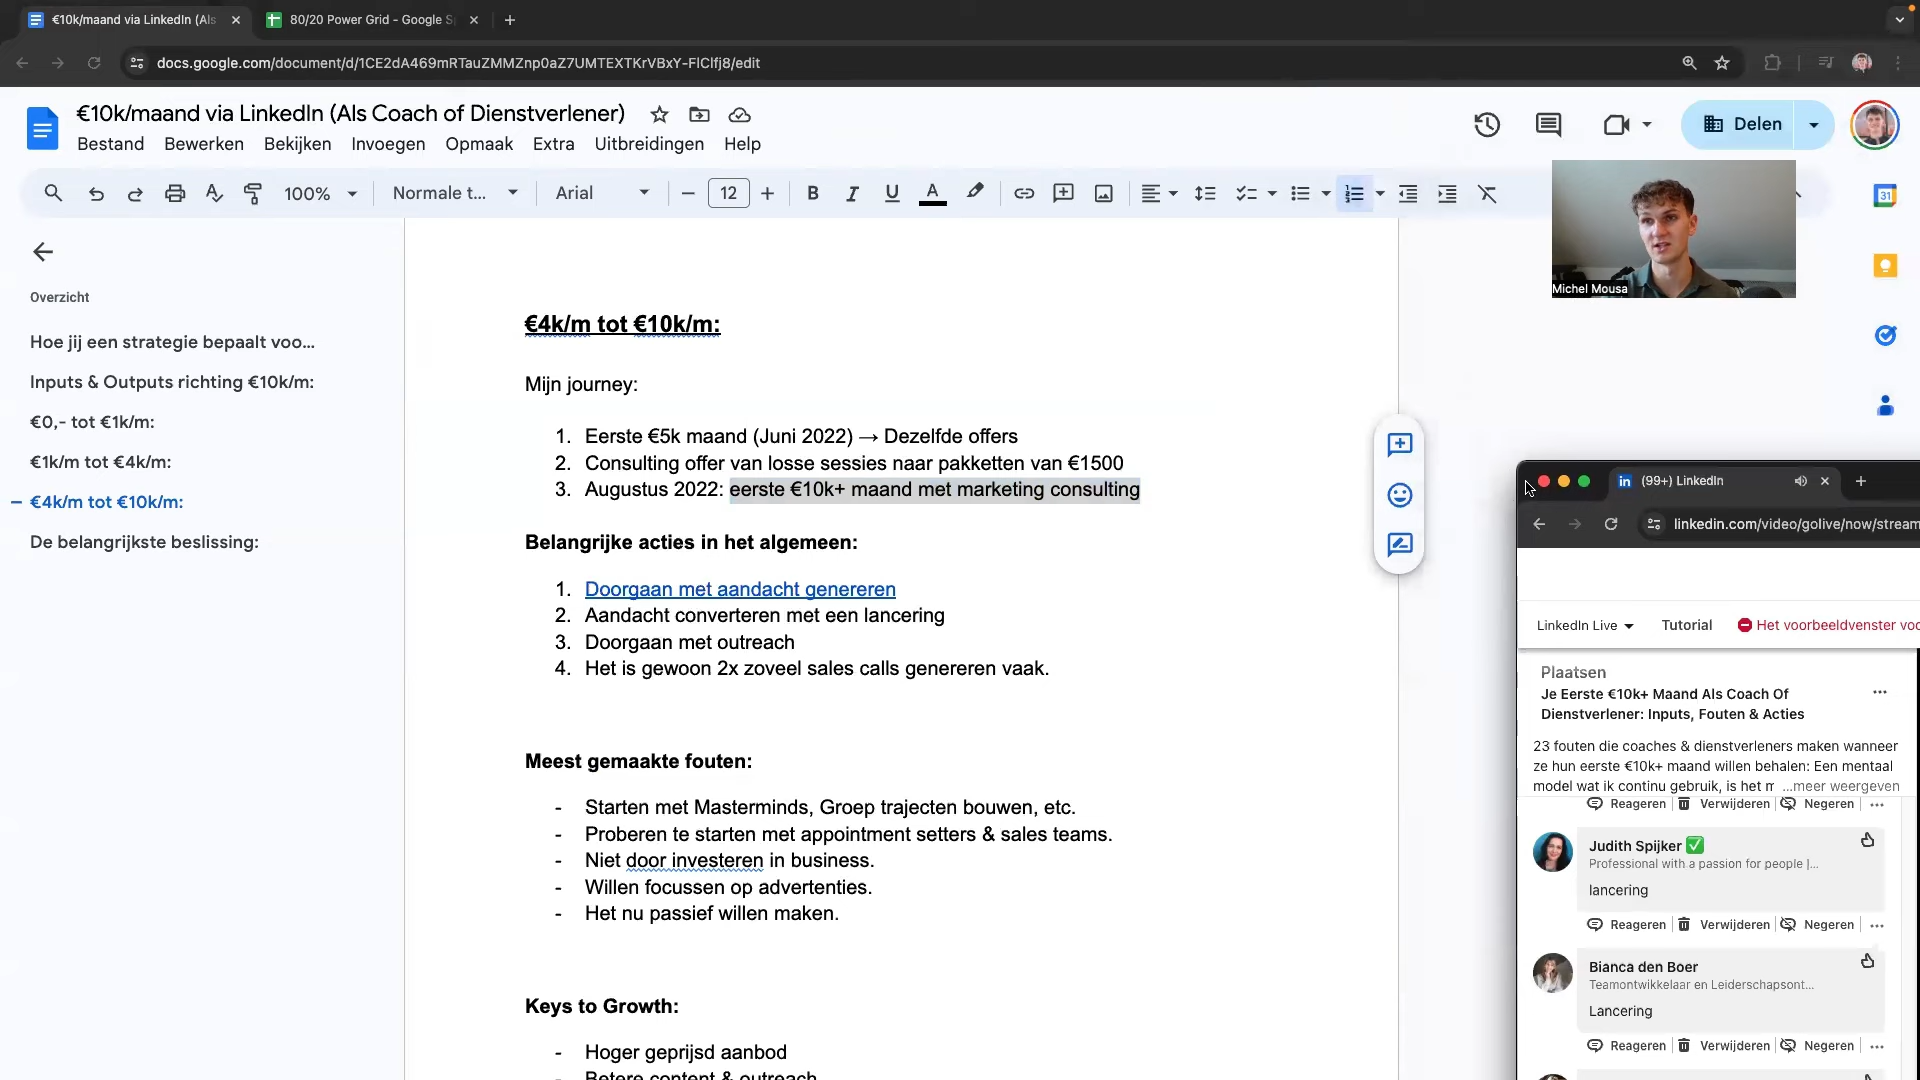 €10k/maand via LinkedIn (Als
80/20 Power Grid - Google S
docs.google.com/document/d/1CE2dA469mRTauZMMZnp0aZ7UMTEXTKrVBxY-FlClfj8/edit
€10k/maand via LinkedIn (Als Coach of Dienstverlener)
Bestand Bewerken Bekijken Invoegen Opmaak Extra Uitbreidingen Help
Delen
100% Normale t... Arial 12
31
Michel Mousa
Overzicht
Hoe jij een strategie bepaalt voo...
Inputs & Outputs richting €10k/m:
€0,- tot €1k/m:
€1k/m tot €4k/m:
€4k/m tot €10k/m:
De belangrijkste beslissing:
€4k/m tot €10k/m:
Mijn journey:
1. Eerste €5k maand (Juni 2022) → Dezelfde offers
2. Consulting offer van losse sessies naar pakketten van €1500
3. Augustus 2022: eerste €10k+ maand met marketing consulting
Belangrijke acties in het algemeen:
1. Doorgaan met aandacht genereren
2. Aandacht converteren met een lancering
3. Doorgaan met outreach
4. Het is gewoon 2x zoveel sales calls genereren vaak.
Meest gemaakte fouten:
- Starten met Masterminds, Groep trajecten bouwen, etc.
- Proberen te starten met appointment setters & sales teams.
- Niet door investeren in business.
- Willen focussen op advertenties.
- Het nu passief willen maken.
Keys to Growth:
- Hoger geprijsd aanbod
- Betere content & outreach
(99+) LinkedIn
linkedin.com/video/golive/now/stream
LinkedIn Live Tutorial Het voorbeeldvenster voo
Plaatsen
Je Eerste €10k+ Maand Als Coach Of
Dienstverlener: Inputs, Fouten & Acties
23 fouten die coaches & dienstverleners maken wanneer
ze hun eerste €10k+ maand willen behalen: Een mentaal
model wat ik continu gebruik, is het m ...meer weergeven
Reageren Verwijderen Negeren
Judith Spijker ✅
Professional with a passion for people |...
lancering
Reageren Verwijderen Negeren
Bianca den Boer
Teamontwikkelaar en Leiderschapsont...
Lancering
Reageren Verwijderen Negeren